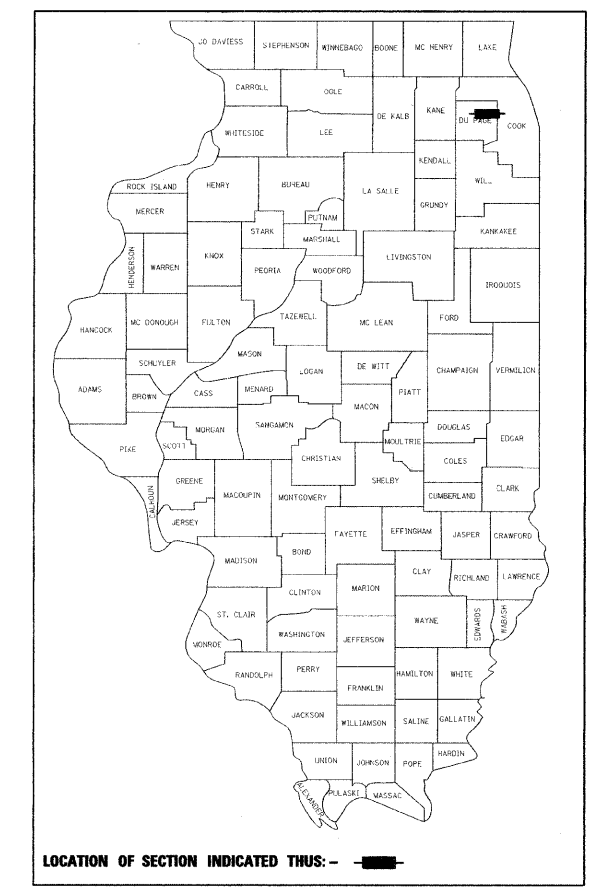 JO DAVIESS
STEPHENSON
WINNEBAGO
BOONE
MC HENRY
LAKE
CARROLL
OGLE
DE KALB
KANE
DU PAGE
COOK
WHITESIDE
LEE
KENDALL
WILL
ROCK ISLAND
HENRY
BUREAU
LA SALLE
GRUNDY
MERCER
PUTNAM
STARK
MARSHALL
KANKAKEE
HENDERSON
WARREN
KNOX
PEORIA
WOODFORD
LIVINGSTON
IROQUOIS
HANCOCK
MC DONOUGH
FULTON
TAZEWELL
MC LEAN
FORD
SCHUYLER
MASON
LOGAN
DE WITT
CHAMPAIGN
VERMILION
ADAMS
BROWN
CASS
MENARD
PIATT
MACON
MORGAN
SANGAMON
DOUGLAS
PIKE
SCOTT
CHRISTIAN
MOULTRIE
EDGAR
COLES
CALHOUN
GREENE
MACOUPIN
MONTGOMERY
SHELBY
CUMBERLAND
CLARK
JERSEY
FAYETTE
EFFINGHAM
JASPER
CRAWFORD
MADISON
BOND
CLAY
RICHLAND
LAWRENCE
CLINTON
MARION
ST. CLAIR
WAYNE
EDWARDS
WABASH
MONROE
WASHINGTON
JEFFERSON
RANDOLPH
PERRY
HAMILTON
WHITE
FRANKLIN
JACKSON
WILLIAMSON
SALINE
GALLATIN
UNION
JOHNSON
POPE
HARDIN
ALEXANDER
PULASKI
MASSAC
LOCATION OF SECTION INDICATED THUS:-